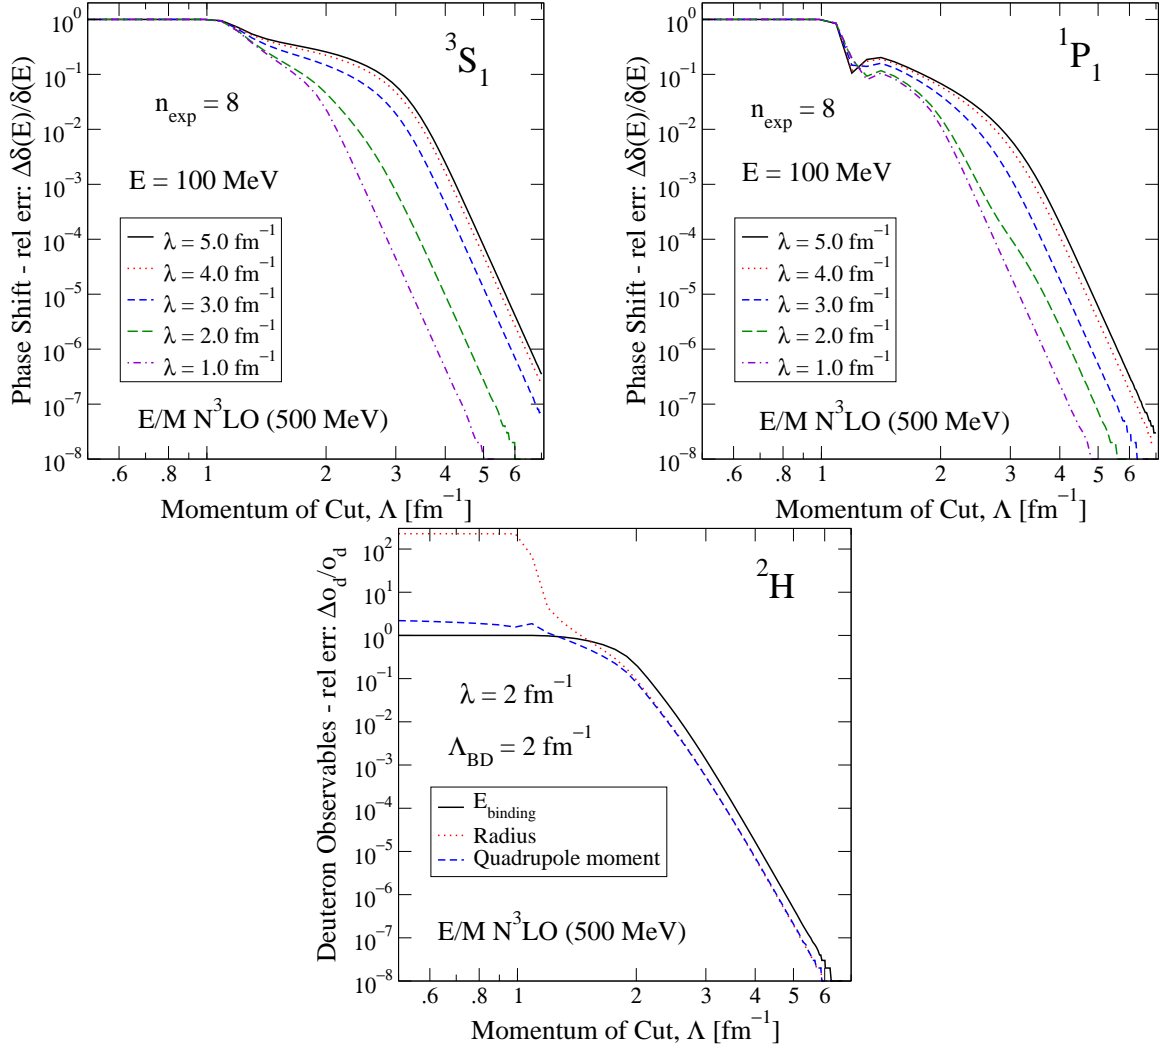 Phase Shift - rel err: Δδ(E)/δ(E)
10^0
10^-1
10^-2
10^-3
10^-4
10^-5
10^-6
10^-7
10^-8
^3S_1
n_exp = 8
E = 100 MeV
λ = 5.0 fm^-1
λ = 4.0 fm^-1
λ = 3.0 fm^-1
λ = 2.0 fm^-1
λ = 1.0 fm^-1
E/M N^3LO (500 MeV)
.6 .8 1 2 3 4 5 6
Momentum of Cut, Λ [fm^-1]
Phase Shift - rel err: Δδ(E)/δ(E)
10^0
10^-1
10^-2
10^-3
10^-4
10^-5
10^-6
10^-7
10^-8
^1P_1
n_exp = 8
E = 100 MeV
λ = 5.0 fm^-1
λ = 4.0 fm^-1
λ = 3.0 fm^-1
λ = 2.0 fm^-1
λ = 1.0 fm^-1
E/M N^3LO (500 MeV)
.6 .8 1 2 3 4 5 6
Momentum of Cut, Λ [fm^-1]
Deuteron Observables - rel err: Δo_d/o_d
10^2
10^1
10^0
10^-1
10^-2
10^-3
10^-4
10^-5
10^-6
10^-7
10^-8
^2H
λ = 2 fm^-1
Λ_BD = 2 fm^-1
E_binding
Radius
Quadrupole moment
E/M N^3LO (500 MeV)
.6 .8 1 2 3 4 5 6
Momentum of Cut, Λ [fm^-1]